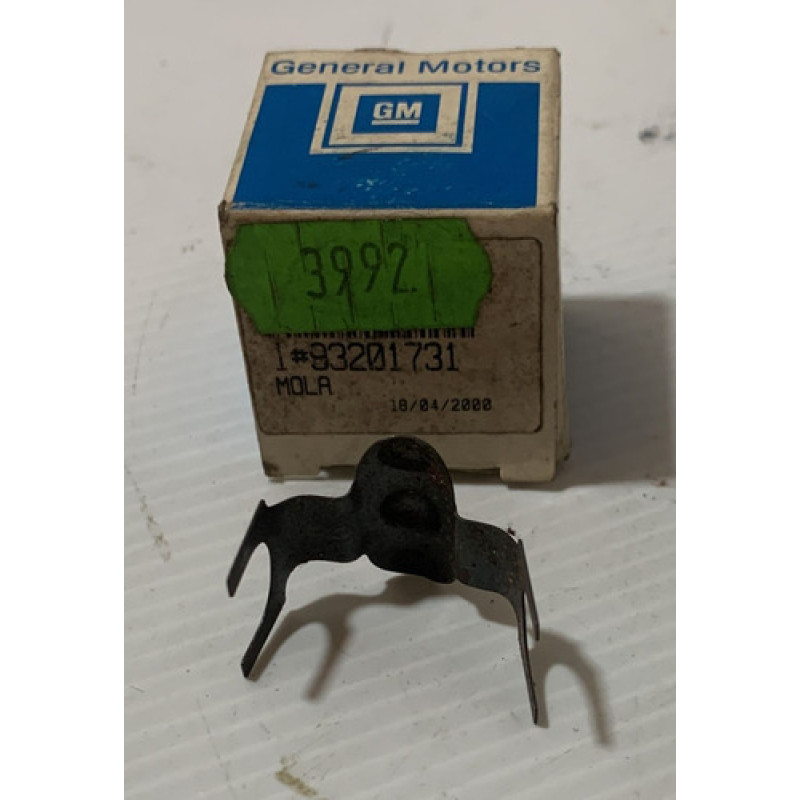 General Motors
GM
3992
1#93201731
MOLA
18/04/2000